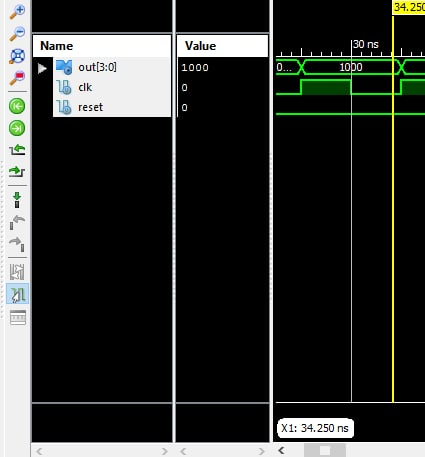 34.250 ns
Name
Value
30 ns
out[3:0]
1000
0...
1000
clk
0
reset
0
X1: 34.250 ns